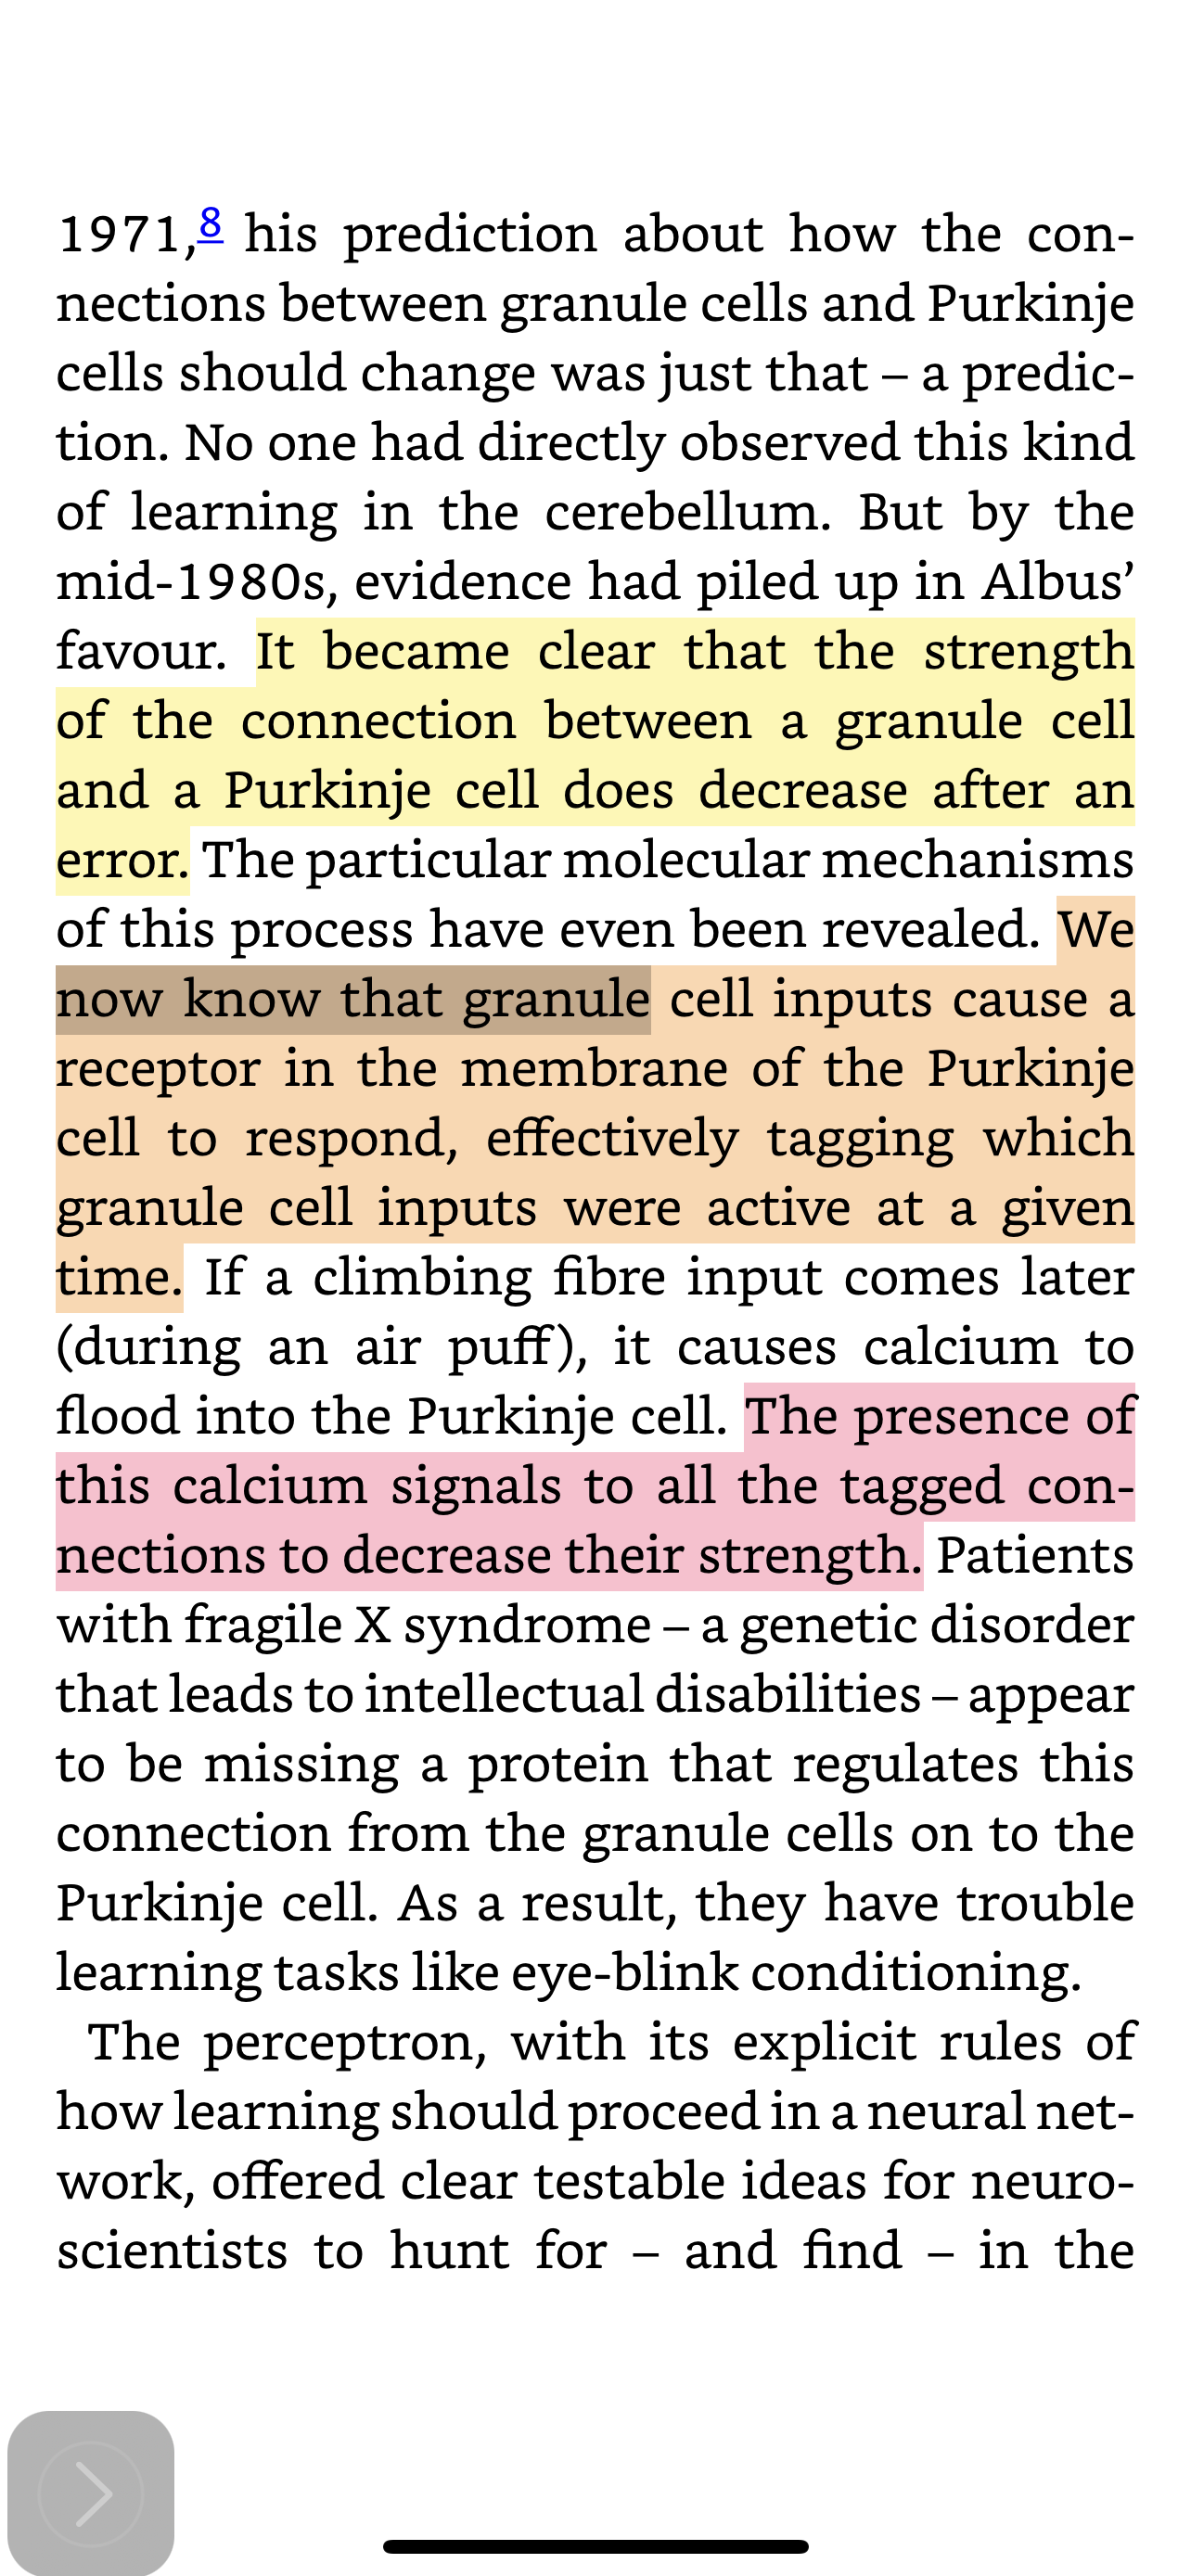 1971,8 his prediction about how the con-
nections between granule cells and Purkinje
cells should change was just that – a predic-
tion. No one had directly observed this kind
of learning in the cerebellum. But by the
mid-1980s, evidence had piled up in Albus’
favour. It became clear that the strength
of the connection between a granule cell
and a Purkinje cell does decrease after an
error. The particular molecular mechanisms
of this process have even been revealed. We
now know that granule cell inputs cause a
receptor in the membrane of the Purkinje
cell to respond, effectively tagging which
granule cell inputs were active at a given
time. If a climbing fibre input comes later
(during an air puff), it causes calcium to
flood into the Purkinje cell. The presence of
this calcium signals to all the tagged con-
nections to decrease their strength. Patients
with fragile X syndrome – a genetic disorder
that leads to intellectual disabilities – appear
to be missing a protein that regulates this
connection from the granule cells on to the
Purkinje cell. As a result, they have trouble
learning tasks like eye-blink conditioning.
The perceptron, with its explicit rules of
how learning should proceed in a neural net-
work, offered clear testable ideas for neuro-
scientists to hunt for – and find – in the